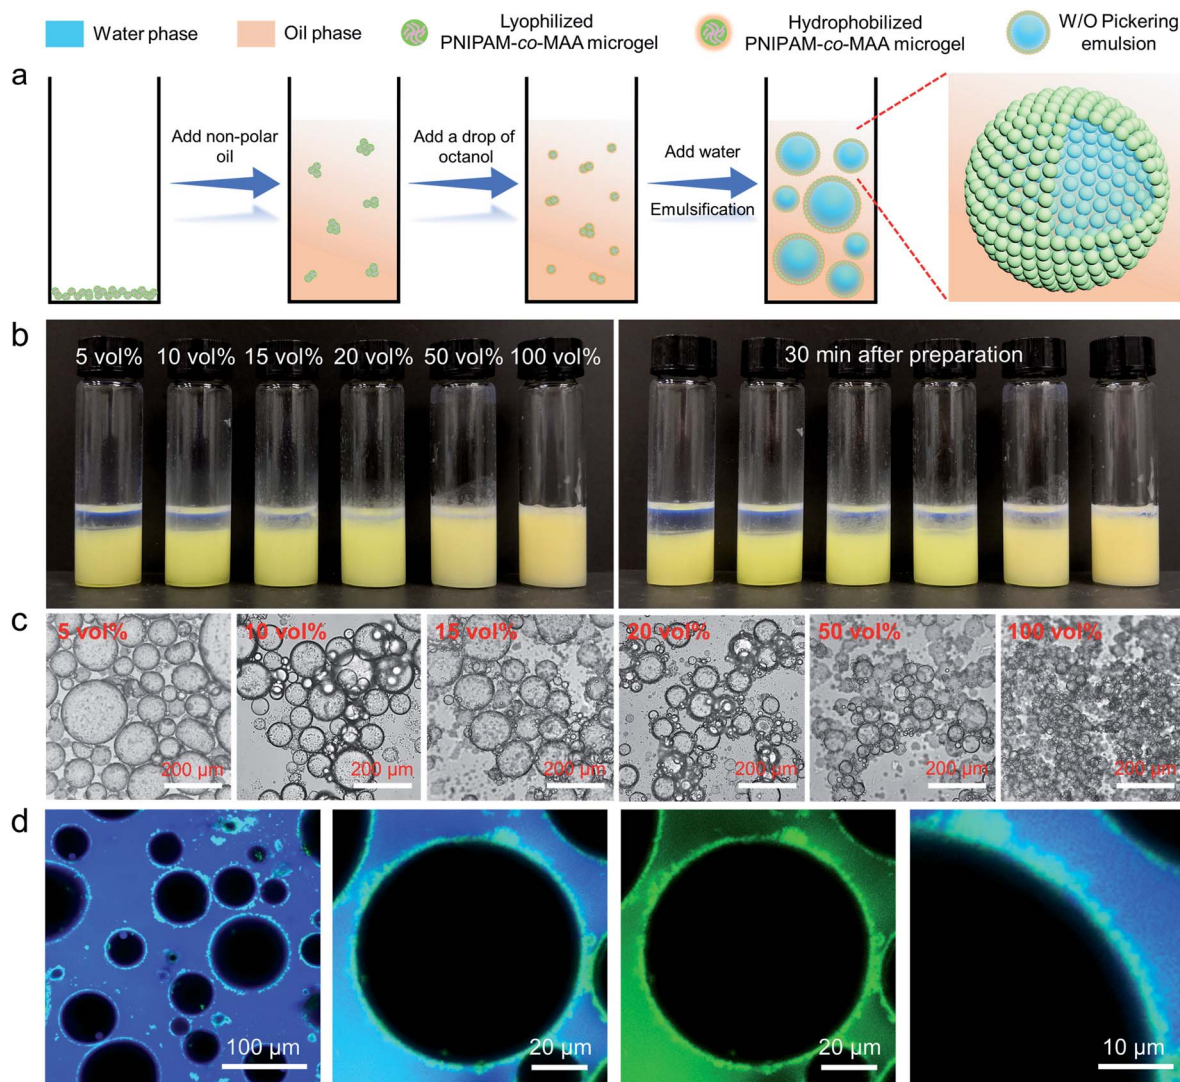 Water phase
Oil phase
Lyophilized
PNIPAM-co-MAA microgel
Hydrophobilized
PNIPAM-co-MAA microgel
W/O Pickering
emulsion
a
Add non-polar
oil
Add a drop of
octanol
Add water
Emulsification
b
5 vol% 10 vol% 15 vol% 20 vol% 50 vol% 100 vol%
30 min after preparation
c
5 vol% 10 vol% 15 vol% 20 vol% 50 vol% 100 vol%
200 µm 200 µm 200 µm 200 µm 200 µm 200 µm
d
100 µm 20 µm 20 µm 10 µm